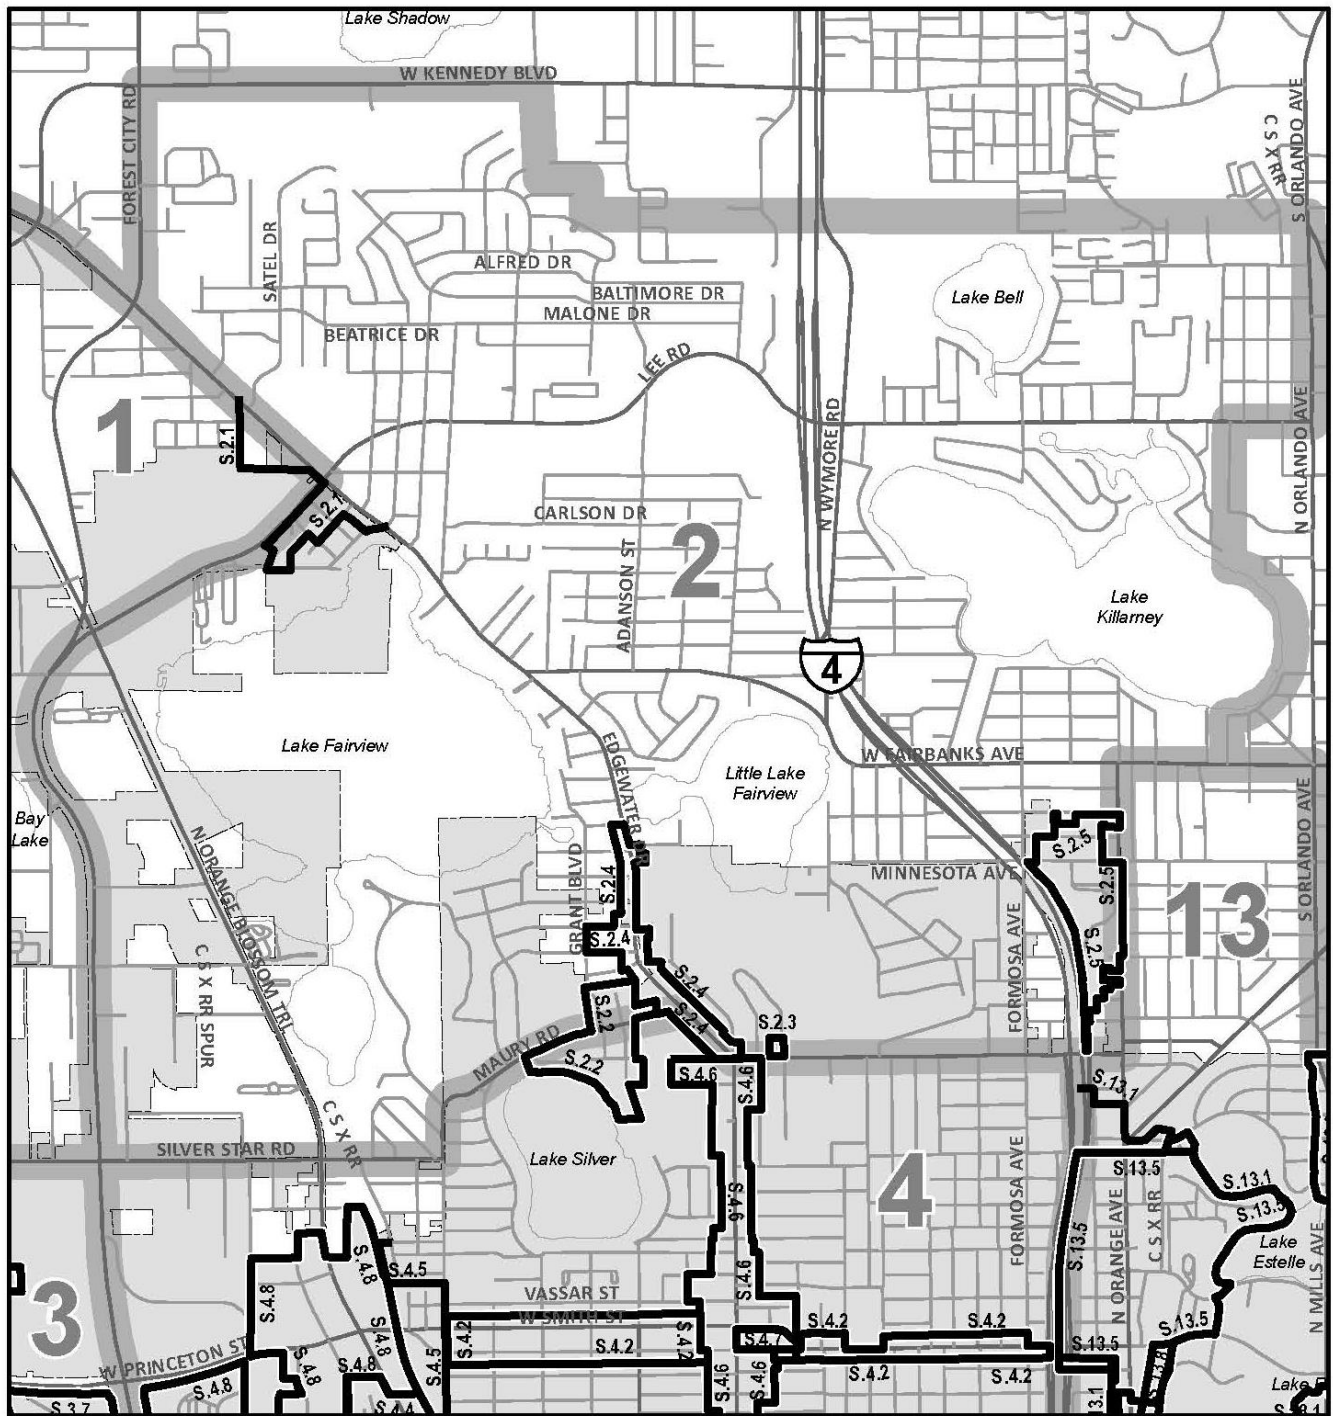 Lake Shadow
W KENNEDY BLVD
FOREST CITY RD
S ORLANDO AVE
C S X RR
SATEL DR
ALFRED DR
BALTIMORE DR
MALONE DR
BEATRICE DR
Lake Bell
LEE RD
N WYMORE RD
N ORLANDO AVE
1
S.2.1
S.2.1
CARLSON DR
2
ADANSON ST
Lake
Killarney
4
Lake Fairview
EDGEWATER DR
W FAIRBANKS AVE
Little Lake
Fairview
Bay
Lake
N ORANGE BLOSSOM TRL
GRANT BLVD
S.2.4
MINNESOTA AVE
S.2.5
S.2.5
S.2.5
S ORLANDO AVE
13
S.2.4
C S X RR SPUR
FORMOSA AVE
S.2.4
S.2.4
S.2.2
S.2.2
S.2.3
MAURY RD
S.4.6
S.4.6
S.13.1
C S X RR
SILVER STAR RD
Lake Silver
S.13.5
S.13.1
S.13.5
4
FORMOSA AVE
S.4.6
S.13.5
N ORANGE AVE
C S X RR
Lake
Estelle
N MILLS AVE
S.4.8
S.4.5
S.4.6
3
S.4.8
VASSAR ST
W SMITH ST
S.4.2
S.4.2
S.4.2
S.4.7
S.4.2
S.4.2
S.13.5
S.13.5
S.4.8
W PRINCETON ST
S.4.8
S.4.8
S.4.8
S.4.5
S.4.6
S.4.6
S.4.2
S.4.2
S.13.8
13.1
S.3.7
S.4.4